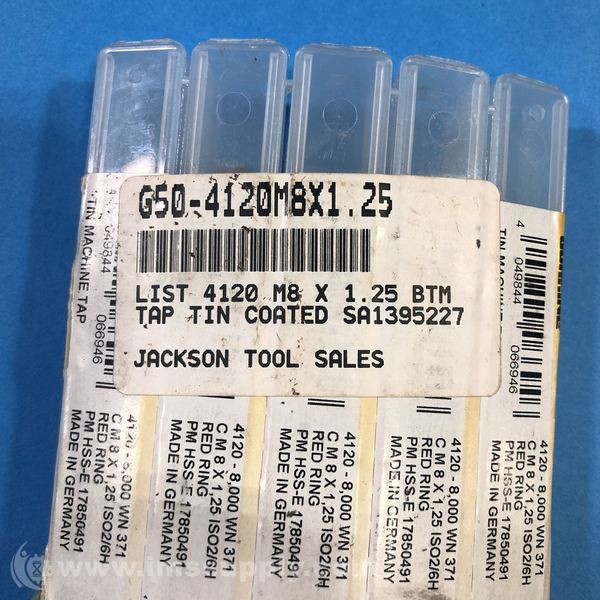 G50-4120M8X1.25
LIST 4120 M8 X 1.25 BTM
TAP TIN COATED SA1395227
JACKSON TOOL SALES
049844
066946
TIN MACHINE TAP
4
049844
066946
TIN MACHINE TAP
4120 - 8,000 WN 371
C M 8 X 1,25 ISO2/6H
RED RING
PM HSS-E 17850491
MADE IN GERMANY
4120 - 8,000 WN 371
C M 8 X 1,25 ISO2/6H
RED RING
PM HSS-E 17850491
MADE IN GERMANY
4120 - 8,000 WN 371
C M 8 X 1,25 ISO2/6H
RED RING
PM HSS-E 17850491
MADE IN GERMANY
4120 - 8,000 WN 371
C M 8 X 1,25 ISO2/6H
RED RING
PM HSS-E 17850491
MADE IN GERMANY
4120 - 8,000 WN 371
C M 8 X 1,25 ISO2/6H
RED RING
PM HSS-E 17850491
MADE IN GERMANY